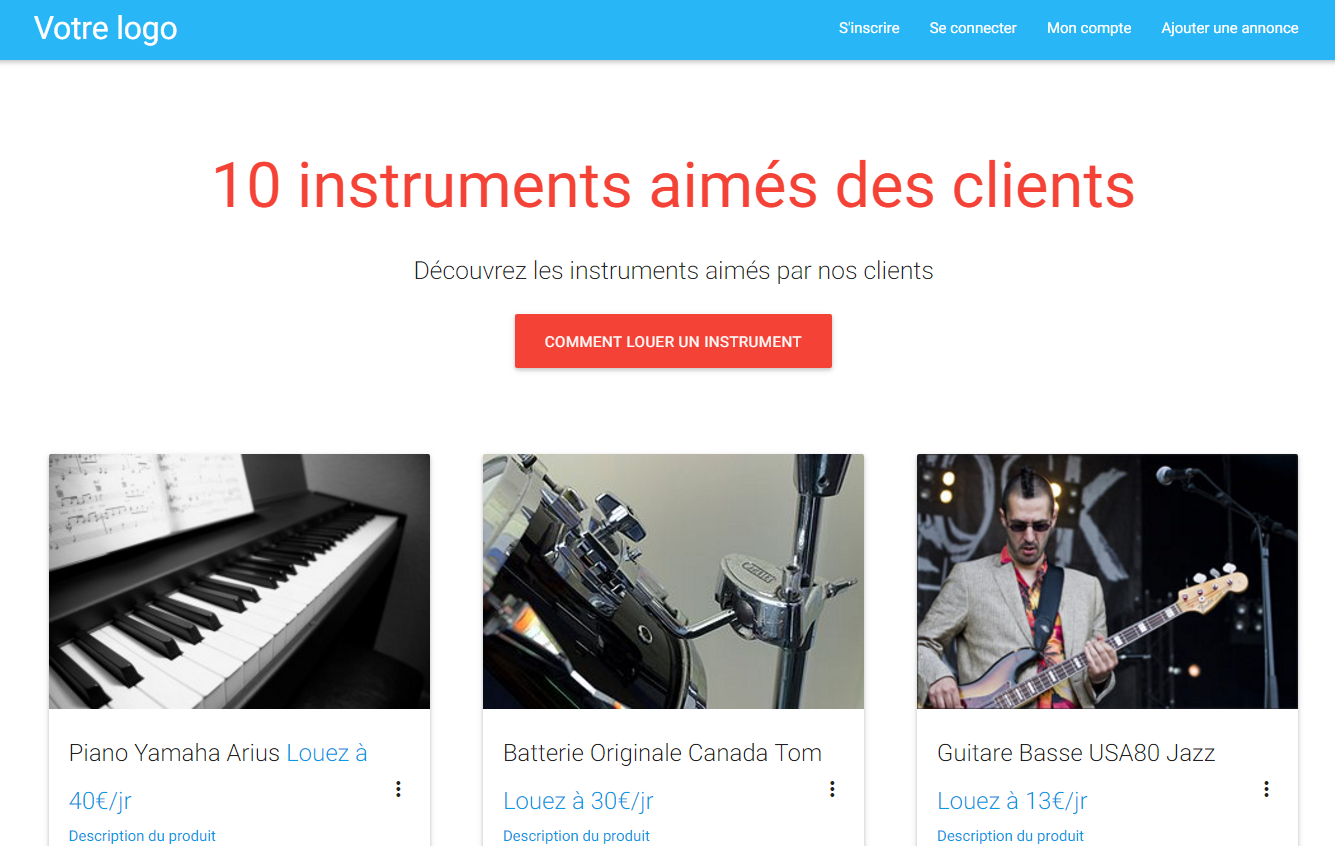 Votre logo
S'inscrire
Se connecter
Mon compte
Ajouter une annonce
10 instruments aimés des clients
Découvrez les instruments aimés par nos clients
COMMENT LOUER UN INSTRUMENT
Piano Yamaha Arius Louez à
40€/jr
Description du produit
Batterie Originale Canada Tom
Louez à 30€/jr
Description du produit
Guitare Basse USA80 Jazz
Louez à 13€/jr
Description du produit